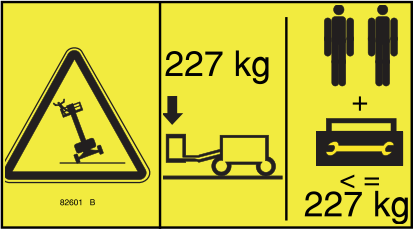 82601 B
227 kg
+
< =
227 kg